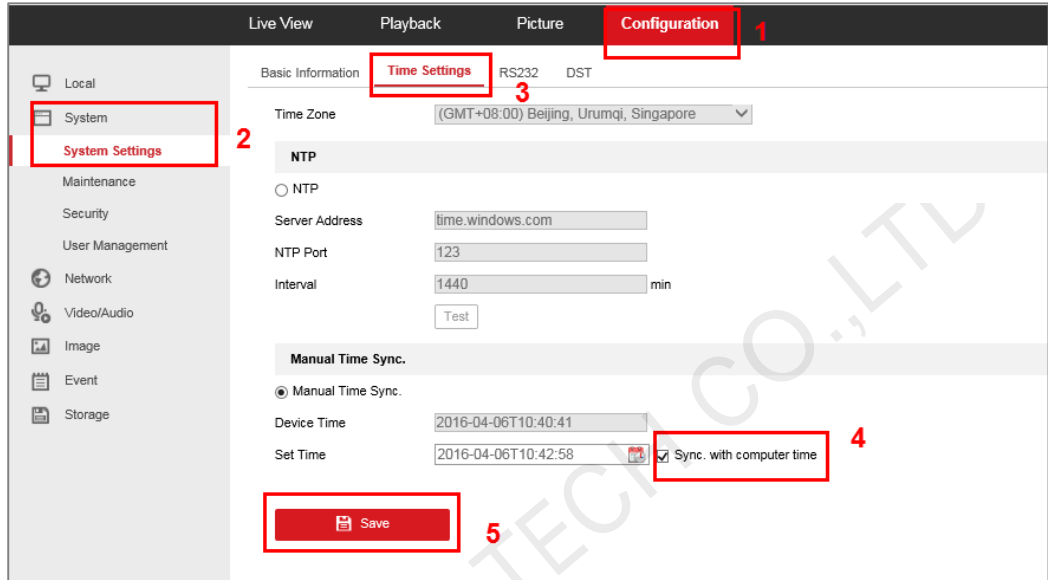 Live View Playback Picture Configuration 1
Basic Information Time Settings RS232 DST
3
Local
System
2
System Settings
Maintenance
Security
User Management
Network
Video/Audio
Image
Event
Storage
Time Zone (GMT+08:00) Beijing, Urumqi, Singapore
NTP
NTP
Server Address time.windows.com
NTP Port 123
Interval 1440 min
Test
Manual Time Sync.
Manual Time Sync.
Device Time 2016-04-06T10:40:41
Set Time 2016-04-06T10:42:58 Sync. with computer time
4
Save
5
TECH CO.,LTD